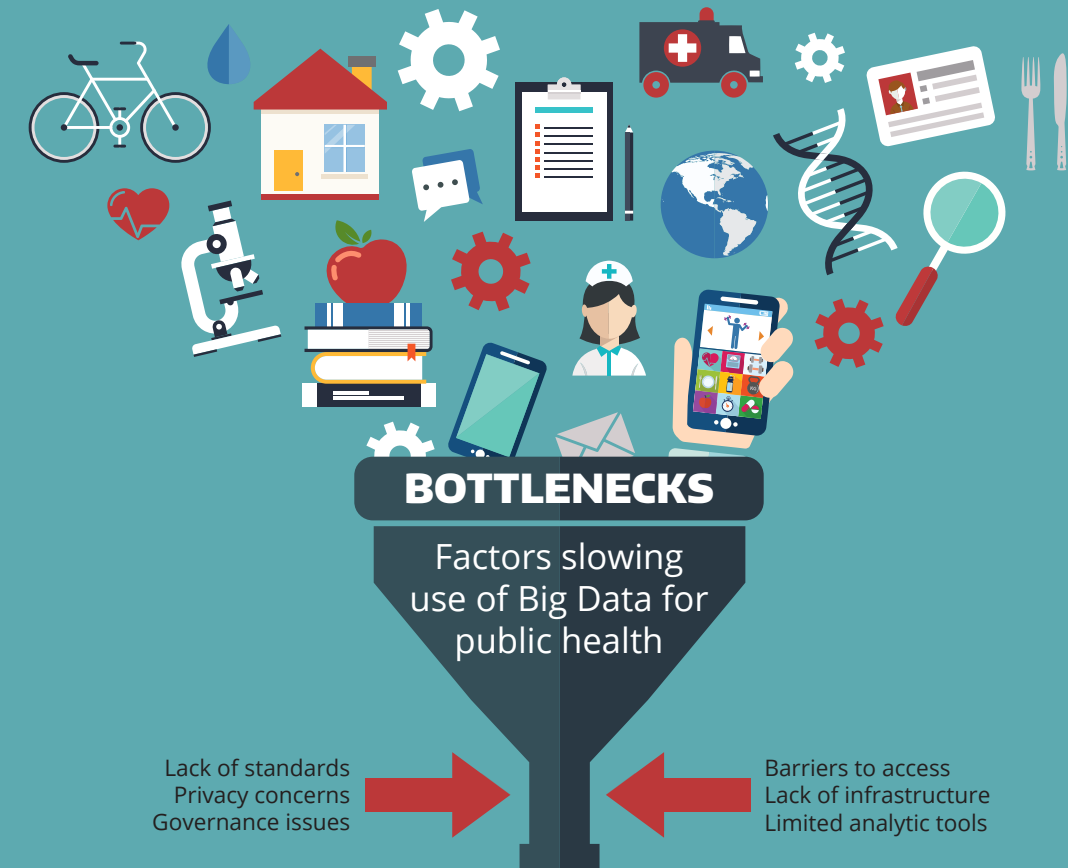 BOTTLENECKS
Factors slowing
use of Big Data for
public health
Lack of standards
Privacy concerns
Governance issues
Barriers to access
Lack of infrastructure
Limited analytic tools